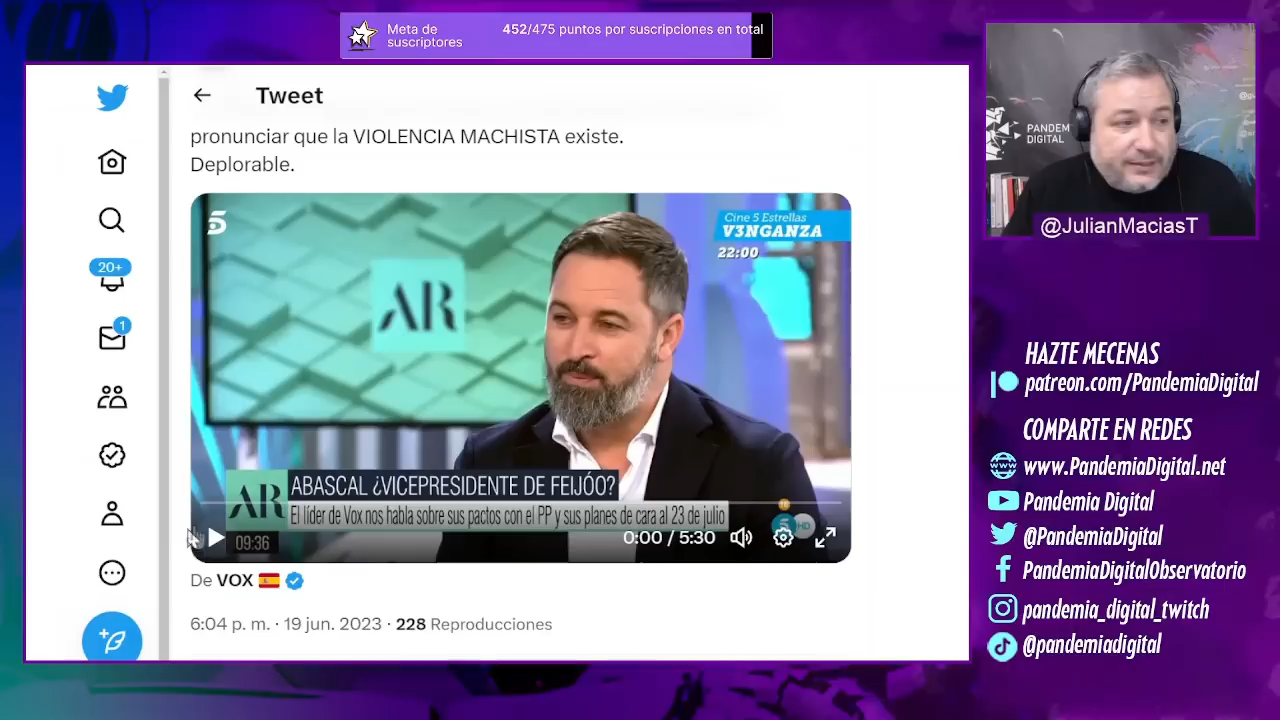 Meta de
suscriptores
452/475 puntos por suscripciones en total
Tweet
pronunciar que la VIOLENCIA MACHISTA existe.
Deplorable.
20+
1
5
AR
Cine 5 Estrellas
V3NGANZA
22:00
AR
ABASCAL ¿VICEPRESIDENTE DE FEIJÓO?
El líder de Vox nos habla sobre sus pactos con el PP y sus planes de cara al 23 de julio
09:36
0:00 / 5:30
5
HD
De VOX
6:04 p. m. · 19 jun. 2023 · 228 Reproducciones
PANDEM
DIGITAL
@JulianMaciasT
HAZTE MECENAS
patreon.com/PandemiaDigital
COMPARTE EN REDES
www.PandemiaDigital.net
Pandemia Digital
@PandemiaDigital
PandemiaDigitalObservatorio
pandemia_digital_twitch
@pandemiadigital